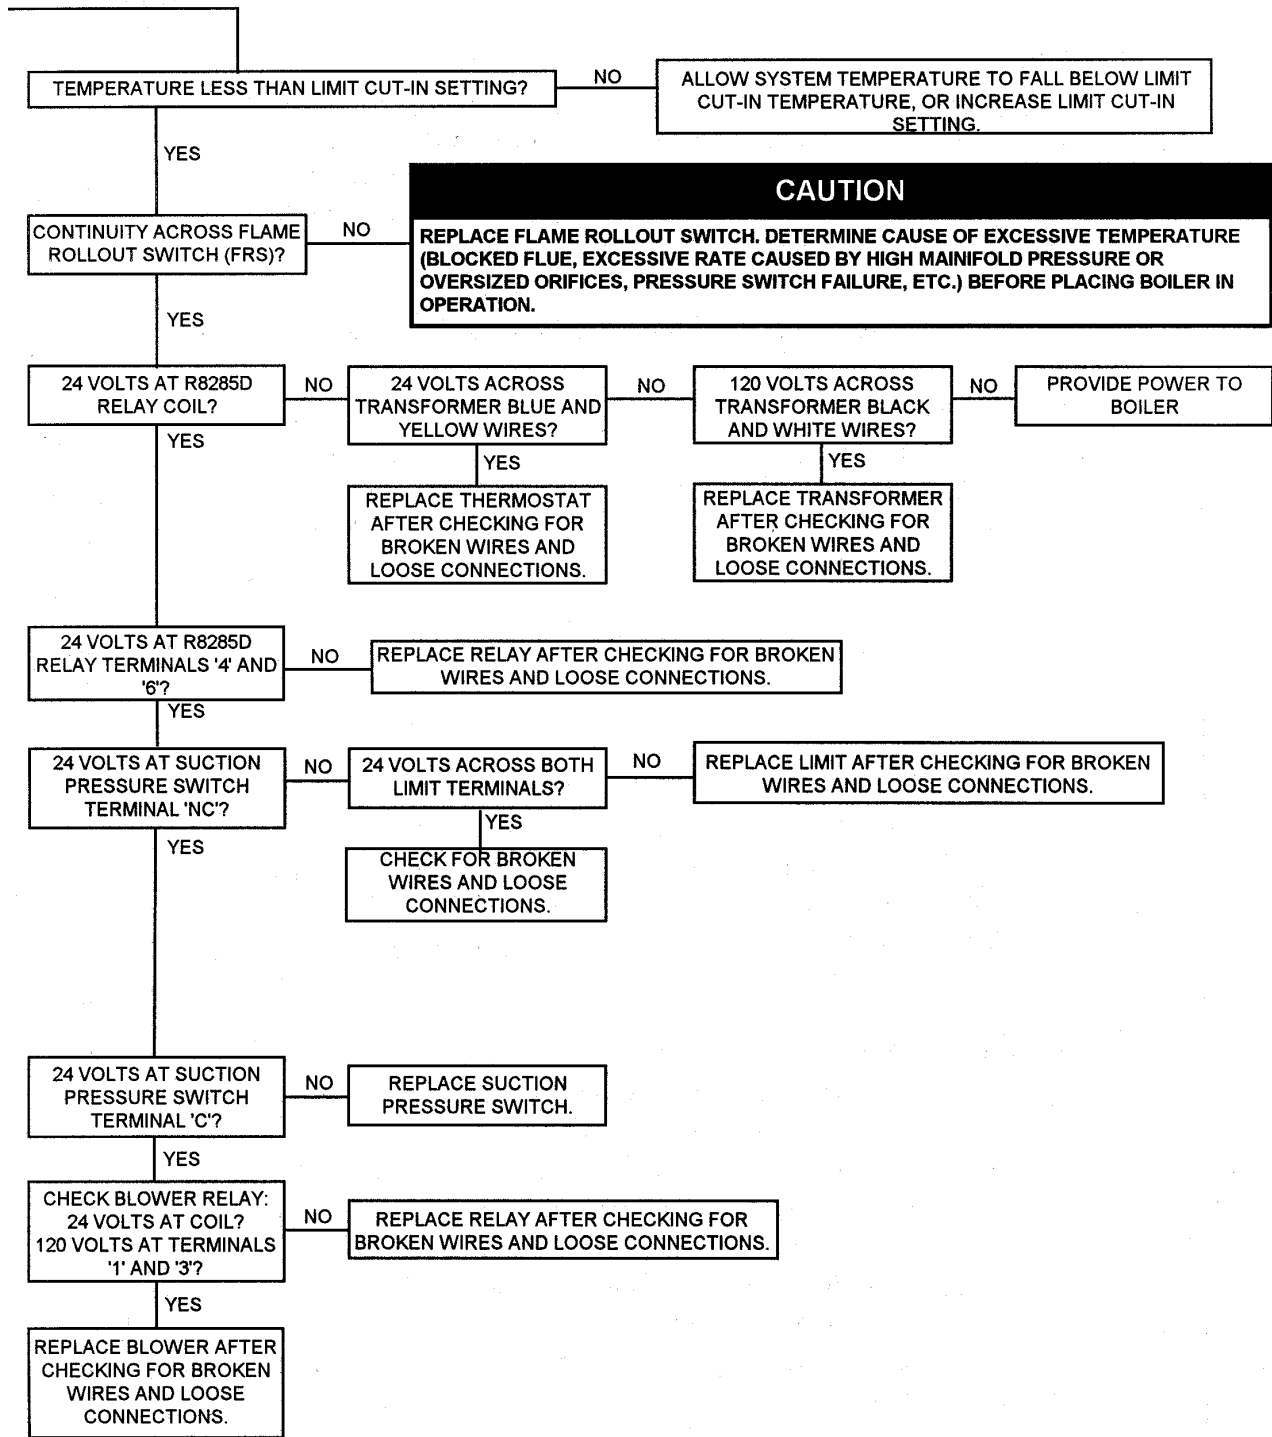 TEMPERATURE LESS THAN LIMIT CUT-IN SETTING?
NO
ALLOW SYSTEM TEMPERATURE TO FALL BELOW LIMIT
CUT-IN TEMPERATURE, OR INCREASE LIMIT CUT-IN
SETTING.
YES
CAUTION
CONTINUITY ACROSS FLAME
ROLLOUT SWITCH (FRS)?
NO
REPLACE FLAME ROLLOUT SWITCH. DETERMINE CAUSE OF EXCESSIVE TEMPERATURE
(BLOCKED FLUE, EXCESSIVE RATE CAUSED BY HIGH MAINIFOLD PRESSURE OR
OVERSIZED ORIFICES, PRESSURE SWITCH FAILURE, ETC.) BEFORE PLACING BOILER IN
OPERATION.
YES
24 VOLTS AT R8285D
RELAY COIL?
NO
24 VOLTS ACROSS
TRANSFORMER BLUE AND
YELLOW WIRES?
NO
120 VOLTS ACROSS
TRANSFORMER BLACK
AND WHITE WIRES?
NO
PROVIDE POWER TO
BOILER
YES
YES
REPLACE THERMOSTAT
AFTER CHECKING FOR
BROKEN WIRES AND
LOOSE CONNECTIONS.
YES
REPLACE TRANSFORMER
AFTER CHECKING FOR
BROKEN WIRES AND
LOOSE CONNECTIONS.
24 VOLTS AT R8285D
RELAY TERMINALS '4' AND
'6'?
NO
REPLACE RELAY AFTER CHECKING FOR BROKEN
WIRES AND LOOSE CONNECTIONS.
YES
24 VOLTS AT SUCTION
PRESSURE SWITCH
TERMINAL 'NC'?
NO
24 VOLTS ACROSS BOTH
LIMIT TERMINALS?
NO
REPLACE LIMIT AFTER CHECKING FOR BROKEN
WIRES AND LOOSE CONNECTIONS.
YES
YES
CHECK FOR BROKEN
WIRES AND LOOSE
CONNECTIONS.
24 VOLTS AT SUCTION
PRESSURE SWITCH
TERMINAL 'C'?
NO
REPLACE SUCTION
PRESSURE SWITCH.
YES
CHECK BLOWER RELAY:
24 VOLTS AT COIL?
120 VOLTS AT TERMINALS
'1' AND '3'?
NO
REPLACE RELAY AFTER CHECKING FOR
BROKEN WIRES AND LOOSE CONNECTIONS.
YES
REPLACE BLOWER AFTER
CHECKING FOR BROKEN
WIRES AND LOOSE
CONNECTIONS.